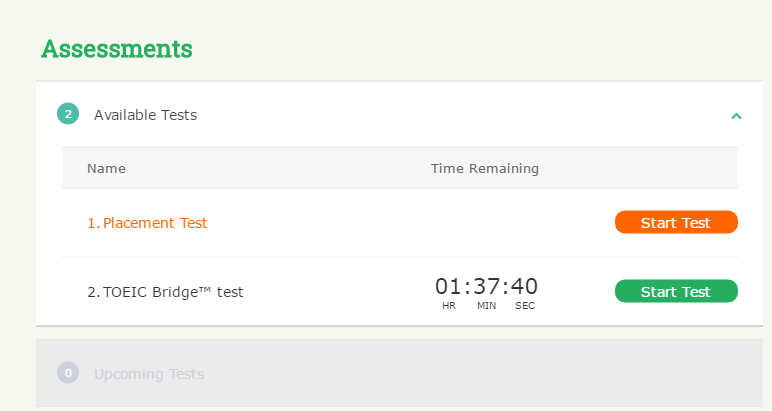 Assessments
2 Available Tests
Name Time Remaining
1. Placement Test Start Test
2. TOEIC Bridge™ test 01:37:40 Start Test
HR MIN SEC
0 Upcoming Tests